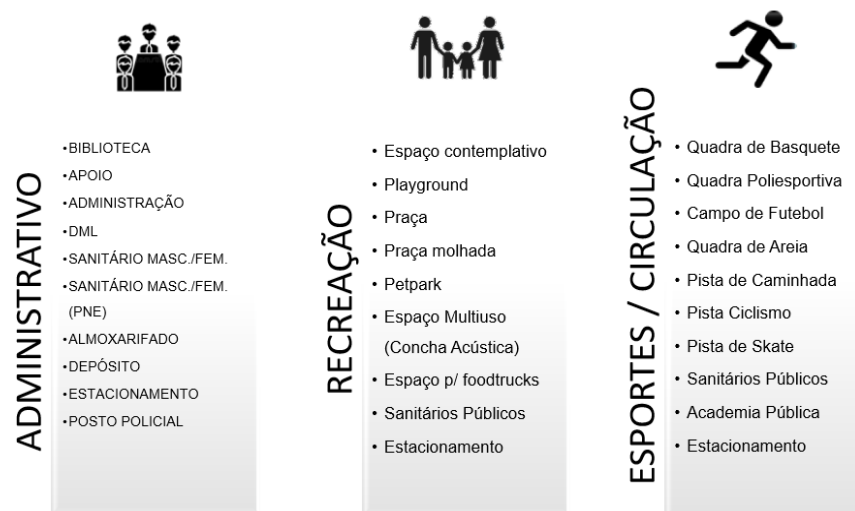 ADMINISTRATIVO
•BIBLIOTECA
•APOIO
•ADMINISTRAÇÃO
•DML
•SANITÁRIO MASC./FEM.
•SANITÁRIO MASC./FEM.
(PNE)
•ALMOXARIFADO
•DEPÓSITO
•ESTACIONAMENTO
•POSTO POLICIAL
RECREAÇÃO
• Espaço contemplativo
• Playground
• Praça
• Praça molhada
• Petpark
• Espaço Multiuso
(Concha Acústica)
• Espaço p/ foodtrucks
• Sanitários Públicos
• Estacionamento
ESPORTES / CIRCULAÇÃO
• Quadra de Basquete
• Quadra Poliesportiva
• Campo de Futebol
• Quadra de Areia
• Pista de Caminhada
• Pista Ciclismo
• Pista de Skate
• Sanitários Públicos
• Academia Pública
• Estacionamento